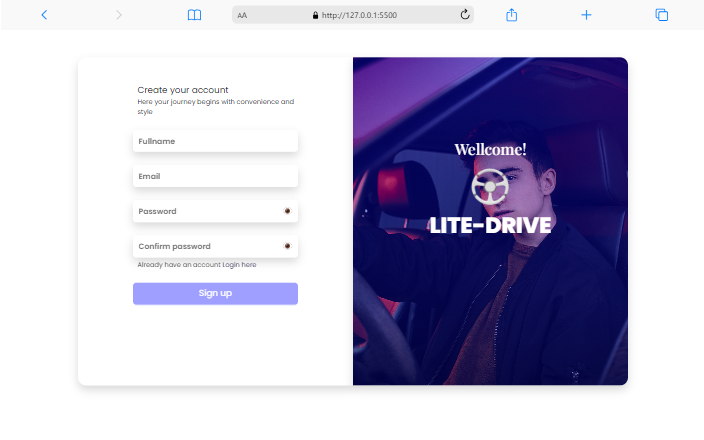 AA
http://127.0.0.1:5500
Create your account
Here your journey begins with convenience and
style
Fullname
Email
Password
Confirm password
Already have an account Login here
Sign up
Wellcome!
LITE-DRIVE